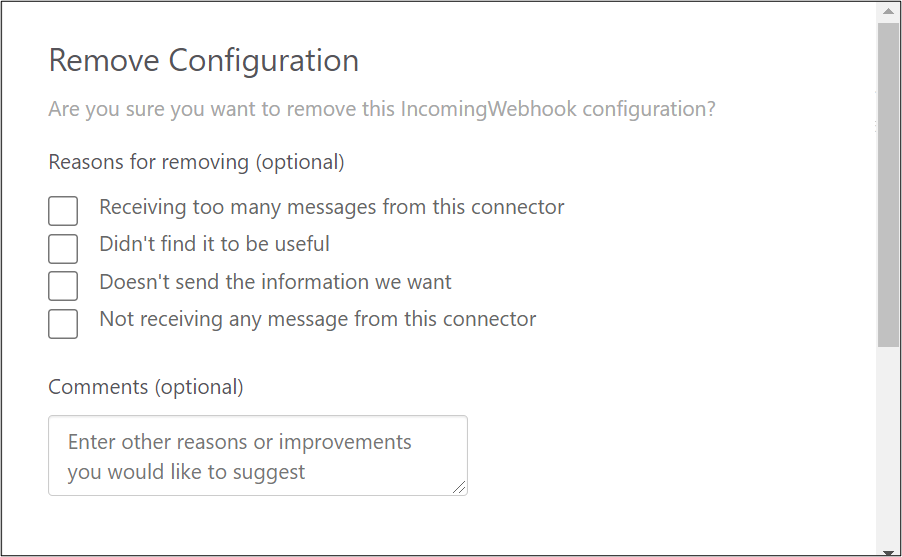 Remove Configuration
Are you sure you want to remove this IncomingWebhook configuration?
Reasons for removing (optional)
Receiving too many messages from this connector
Didn't find it to be useful
Doesn't send the information we want
Not receiving any message from this connector
Comments (optional)
Enter other reasons or improvements
you would like to suggest